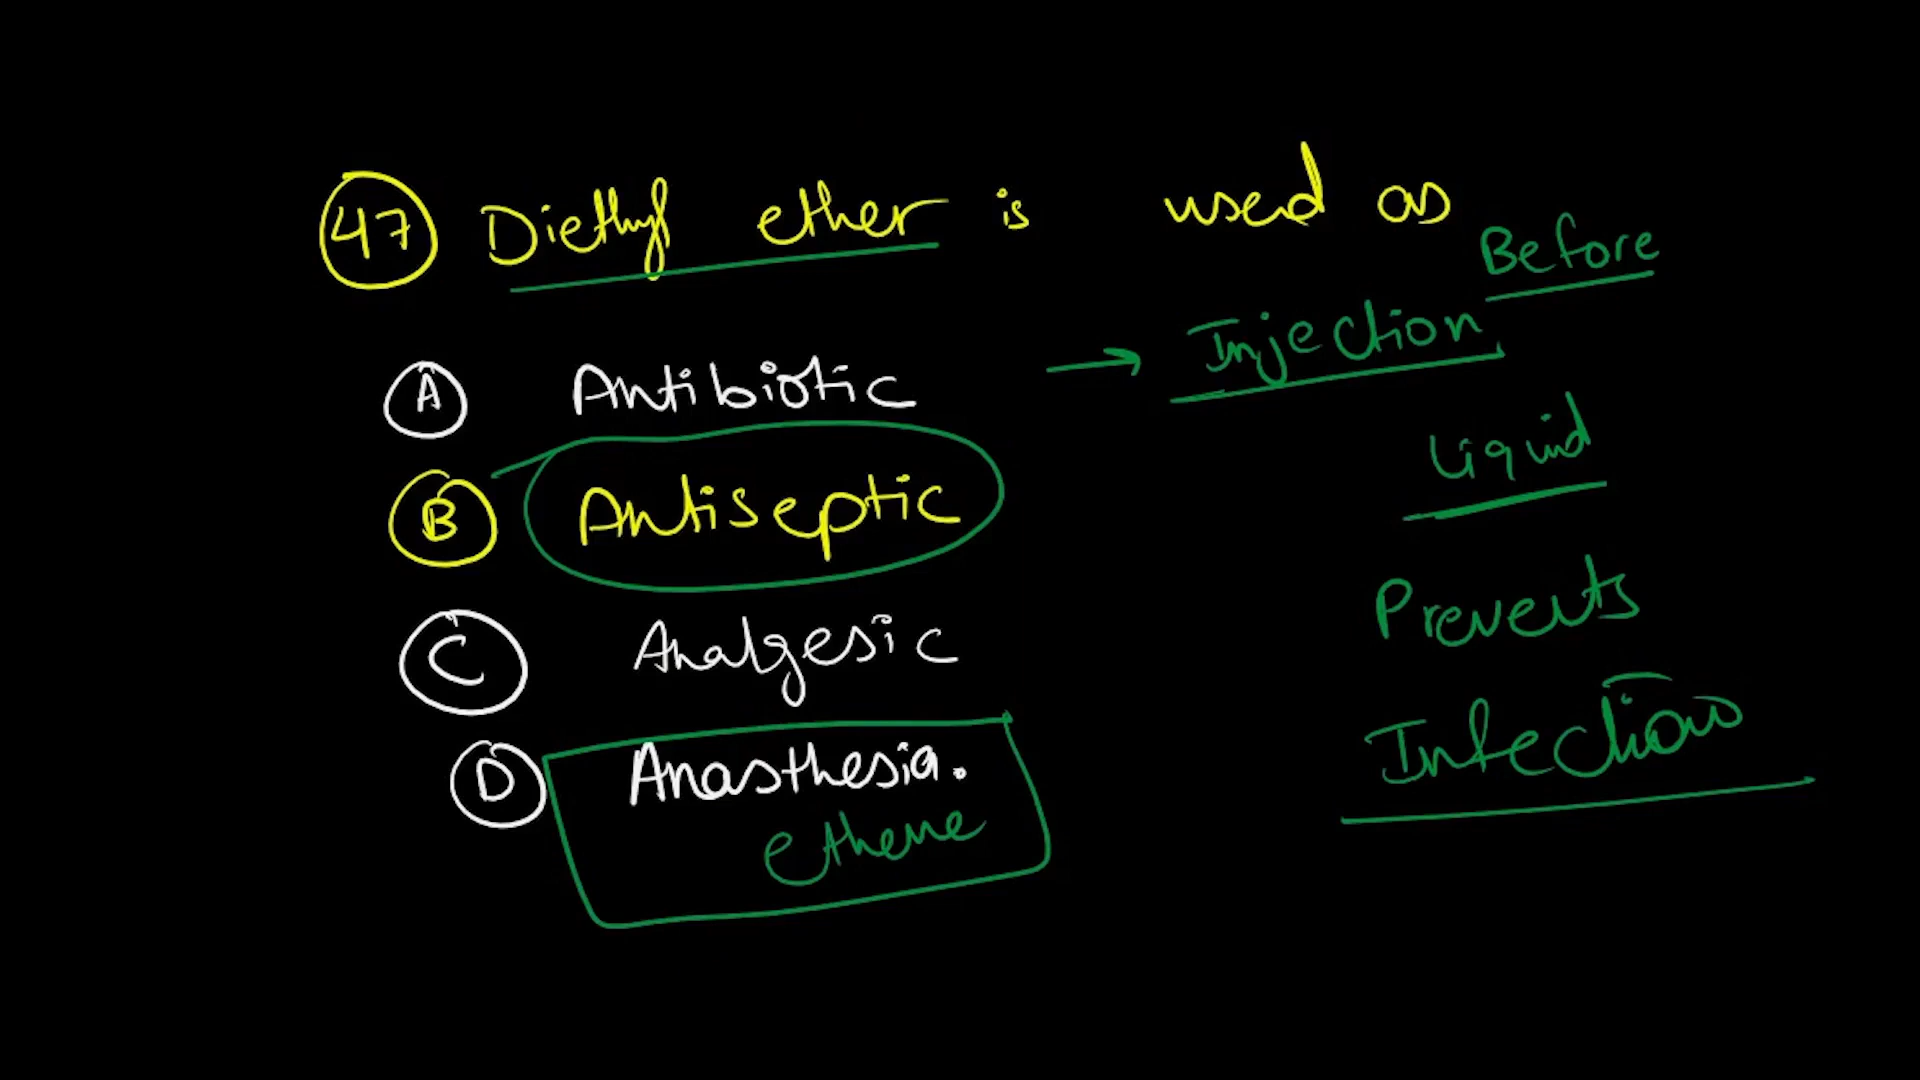 47 Diethyl ether is used as
A Antibiotic
B Antiseptic
C Analgesic
D Anasthesia.
ethene
Before
→ Injection
Liquid
Prevents
Infection